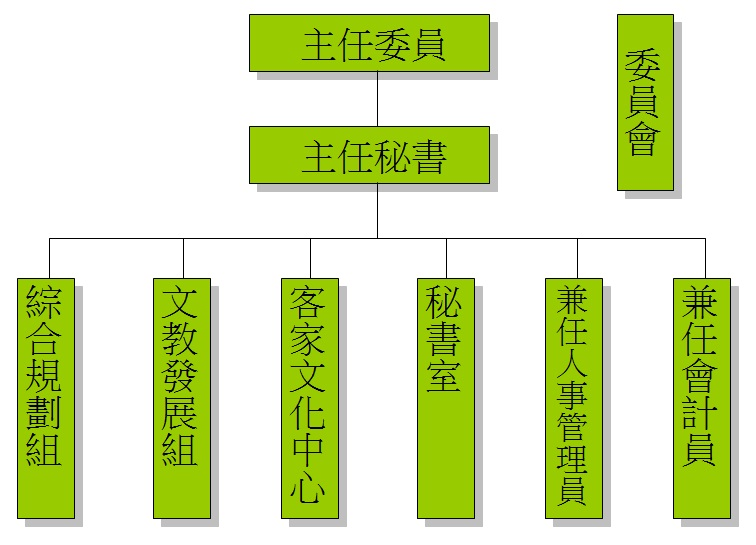 主任委員
委員會
主任秘書
綜合規劃組
文教發展組
客家文化中心
秘書室
兼任人事管理員
兼任會計員